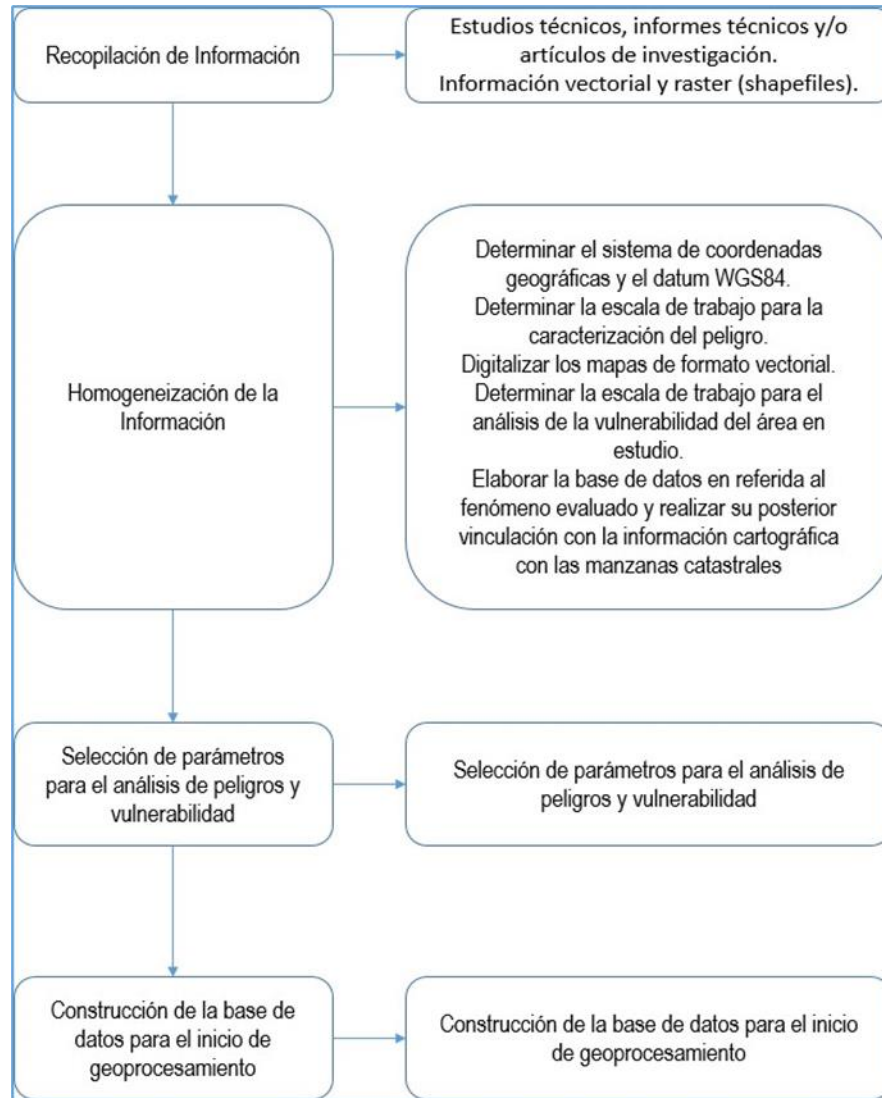 Recopilación de Información
Estudios técnicos, informes técnicos y/o
artículos de investigación.
Información vectorial y raster (shapefiles).
Homogeneización de la
Información
Determinar el sistema de coordenadas
geográficas y el datum WGS84.
Determinar la escala de trabajo para la
caracterización del peligro.
Digitalizar los mapas de formato vectorial.
Determinar la escala de trabajo para el
análisis de la vulnerabilidad del área en
estudio.
Elaborar la base de datos en referida al
fenómeno evaluado y realizar su posterior
vinculación con la información cartográfica
con las manzanas catastrales
Selección de parámetros
para el análisis de peligros y
vulnerabilidad
Selección de parámetros para el análisis de
peligros y vulnerabilidad
Construcción de la base de
datos para el inicio de
geoprocesamiento
Construcción de la base de datos para el inicio
de geoprocesamiento